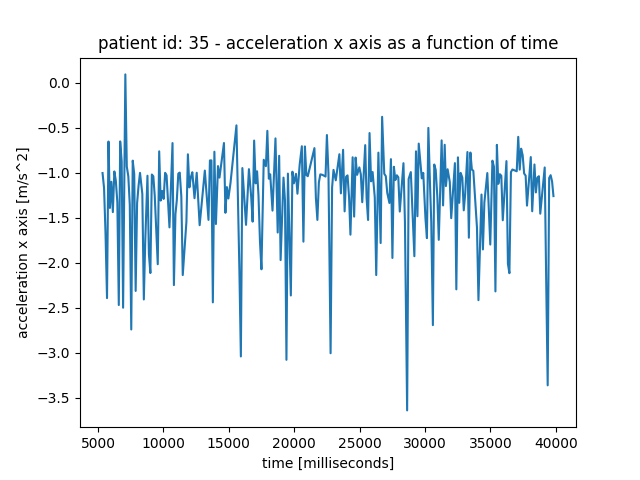 patient id: 35 - acceleration x axis as a function of time
acceleration x axis [m/s^2]
0.0
−0.5
−1.0
−1.5
−2.0
−2.5
−3.0
−3.5
5000 10000 15000 20000 25000 30000 35000 40000
time [milliseconds]